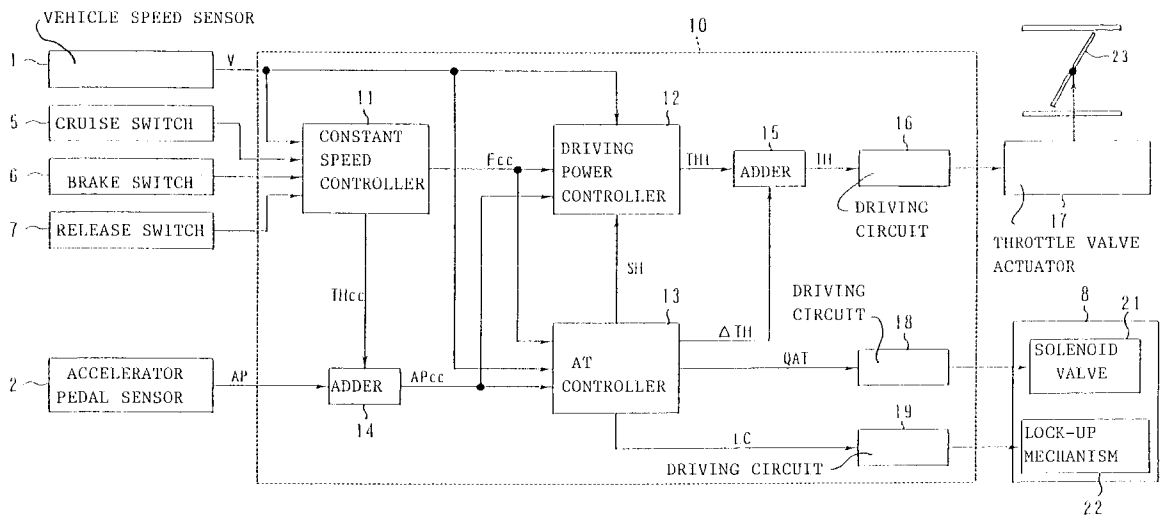 VEHICLE SPEED SENSOR
1
V
10
23
5
CRUISE SWITCH
6
BRAKE SWITCH
7
RELEASE SWITCH
11
CONSTANT
SPEED
CONTROLLER
Fcc
12
DRIVING
POWER
CONTROLLER
THi
15
ADDER
TH
16
DRIVING
CIRCUIT
17
THROTTLE VALVE
ACTUATOR
THcc
SH
13
AT
CONTROLLER
ΔTH
DRIVING
CIRCUIT
18
QAT
8
21
SOLENOID
VALVE
2
ACCELERATOR
PEDAL SENSOR
AP
ADDER
14
APcc
LC
19
DRIVING CIRCUIT
LOCK-UP
MECHANISM
22